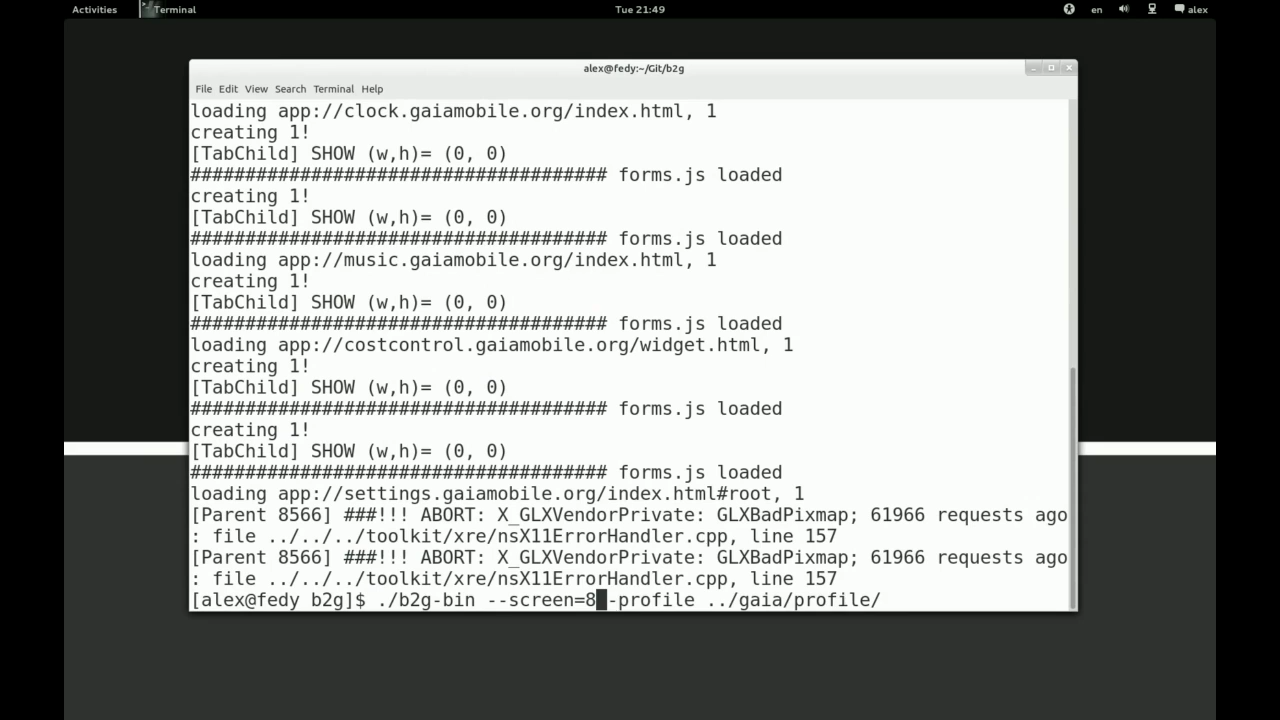 Activities Terminal Tue 21:49 en alex
alex@fedy:~/Git/b2g
File Edit View Search Terminal Help
loading app://clock.gaiamobile.org/index.html, 1
creating 1!
[TabChild] SHOW (w,h)= (0, 0)
###################################### forms.js loaded
creating 1!
[TabChild] SHOW (w,h)= (0, 0)
###################################### forms.js loaded
loading app://music.gaiamobile.org/index.html, 1
creating 1!
[TabChild] SHOW (w,h)= (0, 0)
###################################### forms.js loaded
loading app://costcontrol.gaiamobile.org/widget.html, 1
creating 1!
[TabChild] SHOW (w,h)= (0, 0)
###################################### forms.js loaded
creating 1!
[TabChild] SHOW (w,h)= (0, 0)
###################################### forms.js loaded
loading app://settings.gaiamobile.org/index.html#root, 1
[Parent 8566] ###!!! ABORT: X_GLXVendorPrivate: GLXBadPixmap; 61966 requests ago
: file ../../../toolkit/xre/nsX11ErrorHandler.cpp, line 157
[Parent 8566] ###!!! ABORT: X_GLXVendorPrivate: GLXBadPixmap; 61966 requests ago
: file ../../../toolkit/xre/nsX11ErrorHandler.cpp, line 157
[alex@fedy b2g]$ ./b2g-bin --screen=8 -profile ../gaia/profile/